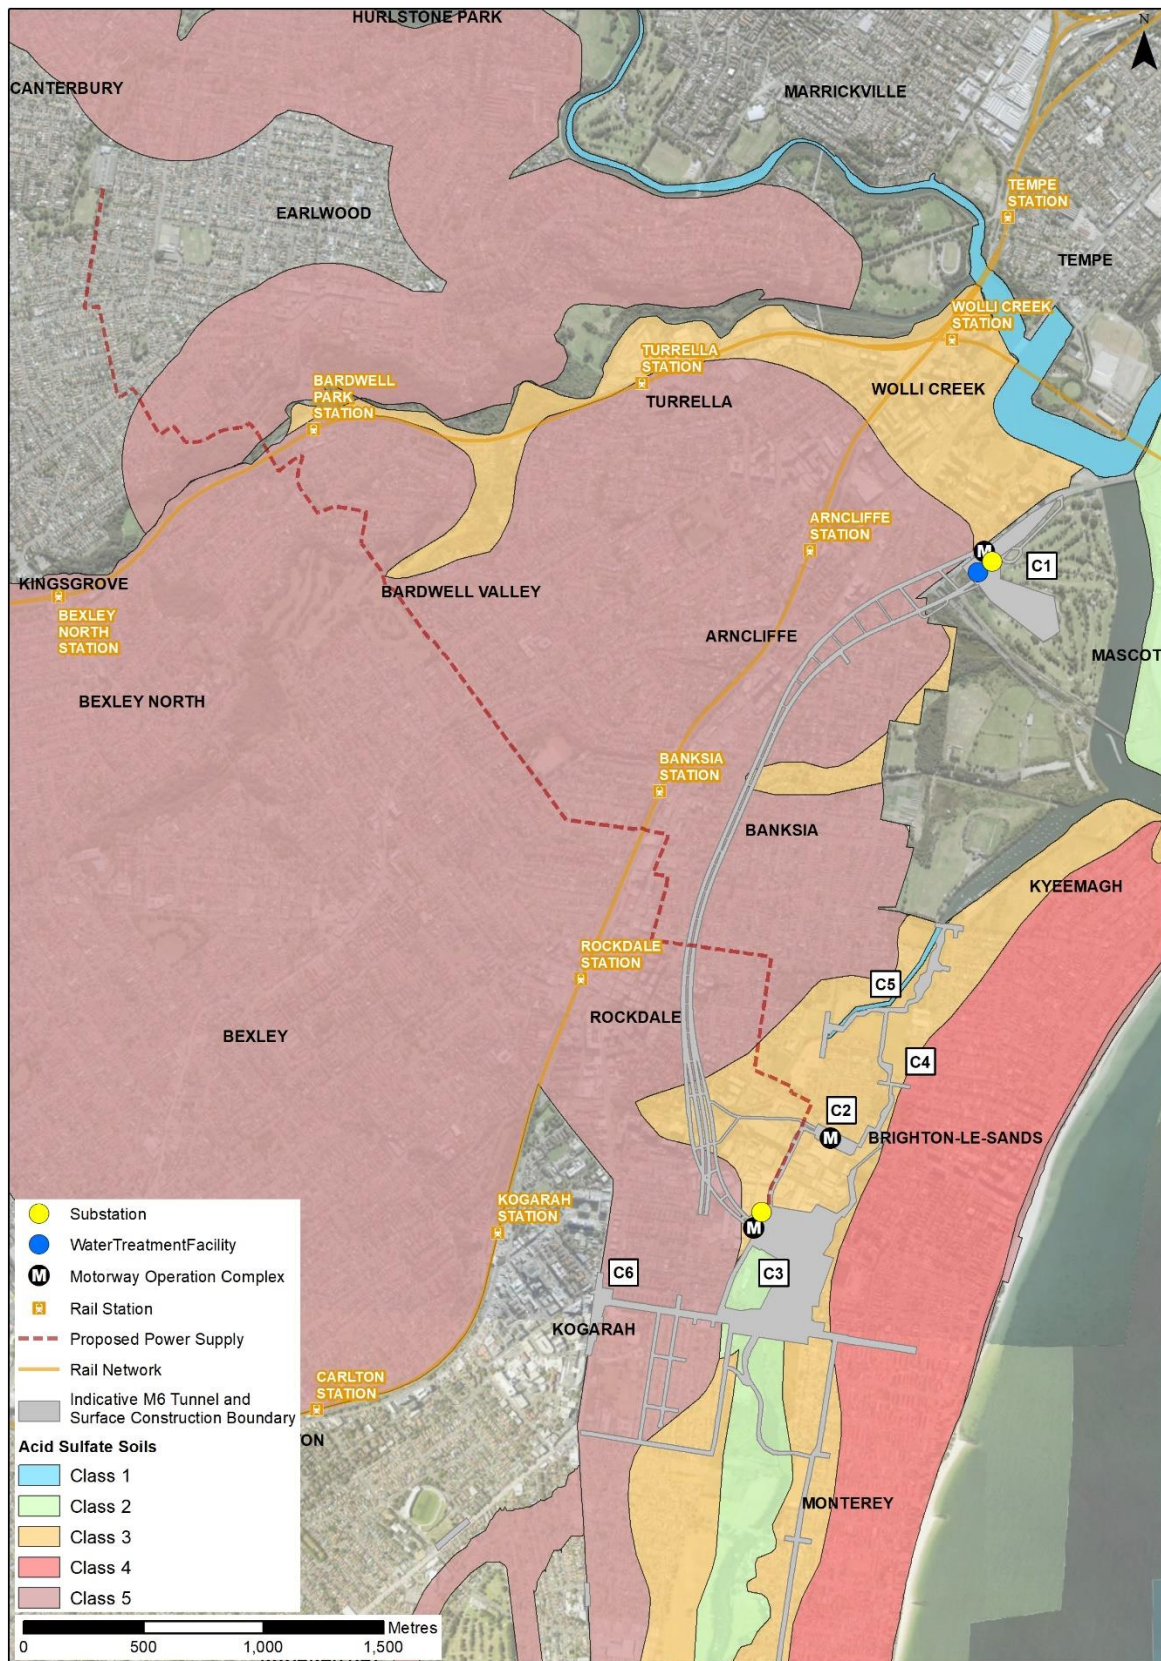 HURLSTONE PARK
N
CANTERBURY
MARRICKVILLE
EARLWOOD
TEMPE
STATION
TEMPE
WOLLI CREEK
STATION
TURRELLA
STATION
BARDWELL
PARK
STATION
WOLLI CREEK
TURRELLA
ARNCLIFFE
STATION
M
C1
KINGSGROVE
BARDWELL VALLEY
BEXLEY
NORTH
STATION
ARNCLIFFE
MASCOT
BEXLEY NORTH
BANKSIA
STATION
BANKSIA
KYEEMAGH
ROCKDALE
STATION
C5
ROCKDALE
BEXLEY
C4
C2
M
BRIGHTON-LE-SANDS
KOGARAH
STATION
M
C6
C3
KOGARAH
CARLTON
STATION
TON
MONTEREY
Substation
WaterTreatmentFacility
M Motorway Operation Complex
Rail Station
Proposed Power Supply
Rail Network
Indicative M6 Tunnel and
Surface Construction Boundary
Acid Sulfate Soils
Class 1
Class 2
Class 3
Class 4
Class 5
Metres
0 500 1,000 1,500